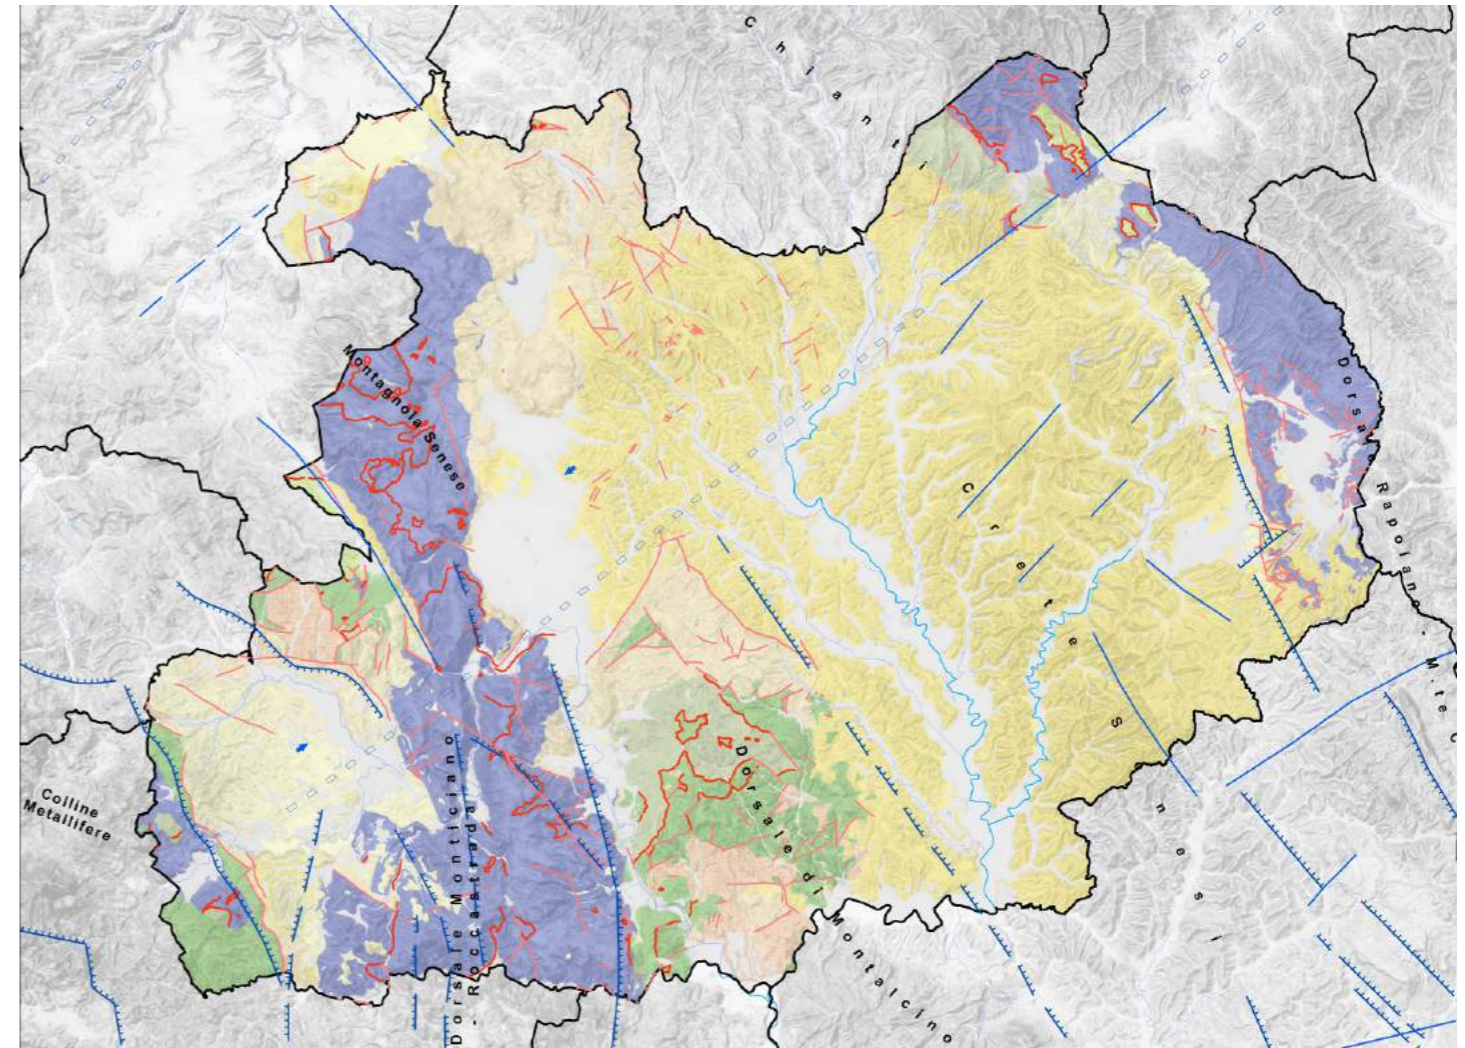 Chianti
Montagnola Senese
Dorsale Rapolano - M.te C
Crete Senesi
Colline
Metallifere
Dorsale Monticiano
- Roccastrada
Dorsale di Montalcino